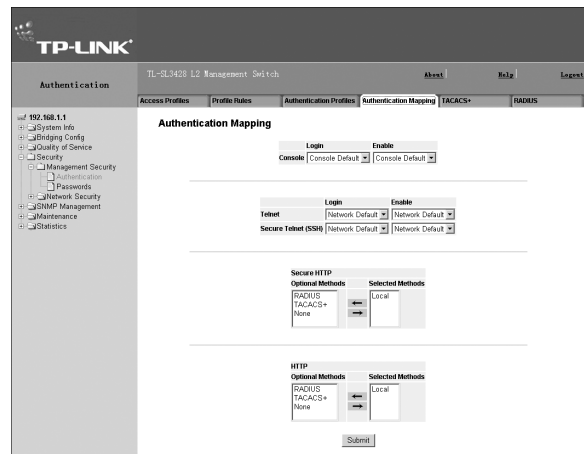 TP-LINK
Authentication
TL-SL3428 L2 Management Switch
About
Help
Logout
Access Profiles
Profile Rules
Authentication Profiles
Authentication Mapping
TACACS+
RADIUS
192.168.1.1
System Info
Bridging Config
Quality of Service
Security
Management Security
Authentication
Passwords
Network Security
SNMP Management
Maintenance
Statistics
Authentication Mapping
Login Enable
Console Console Default Console Default
Login Enable
Telnet Network Default Network Default
Secure Telnet (SSH) Network Default Network Default
Secure HTTP
Optional Methods Selected Methods
RADIUS Local
TACACS+
None
HTTP
Optional Methods Selected Methods
RADIUS Local
TACACS+
None
Submit